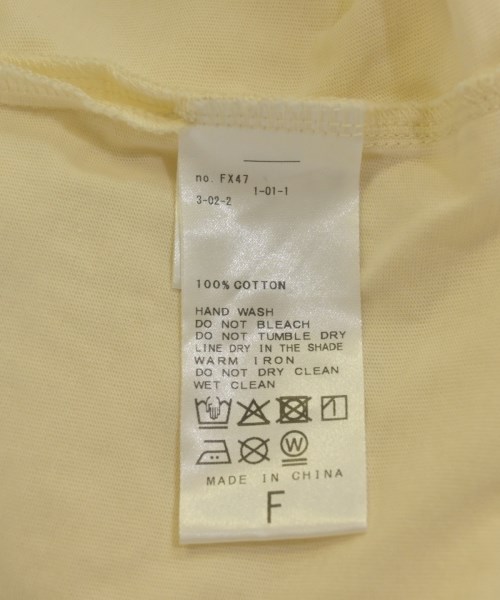 no. FX47
1-01-1
3-02-2
100% COTTON
HAND WASH
DO NOT BLEACH
DO NOT TUMBLE DRY
LINE DRY IN THE SHADE
WARM IRON
DO NOT DRY CLEAN
WET CLEAN
W
MADE IN CHINA
F